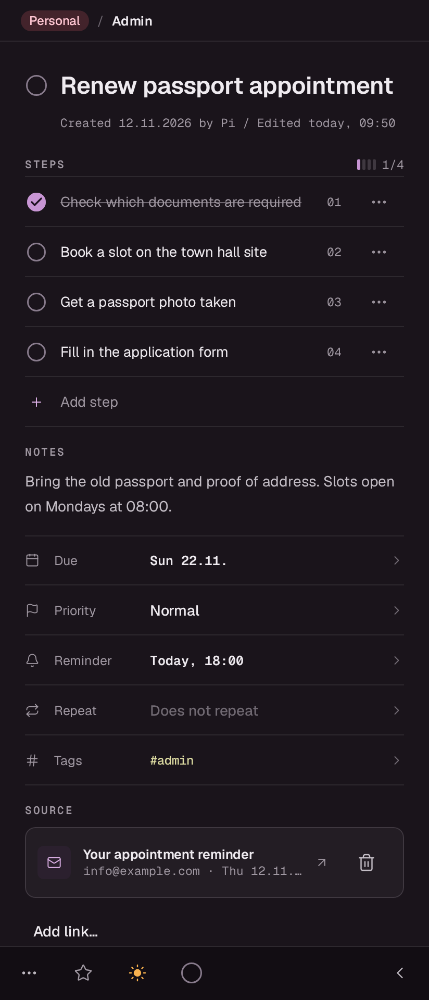 Personal / Admin
Renew passport appointment
Created 12.11.2026 by Pi / Edited today, 09:50
STEPS 1/4
Check which documents are required 01
Book a slot on the town hall site 02
Get a passport photo taken 03
Fill in the application form 04
+ Add step
NOTES
Bring the old passport and proof of address. Slots open
on Mondays at 08:00.
Due Sun 22.11.
Priority Normal
Reminder Today, 18:00
Repeat Does not repeat
Tags #admin
SOURCE
Your appointment reminder
info@example.com · Thu 12.11.…
Add link…